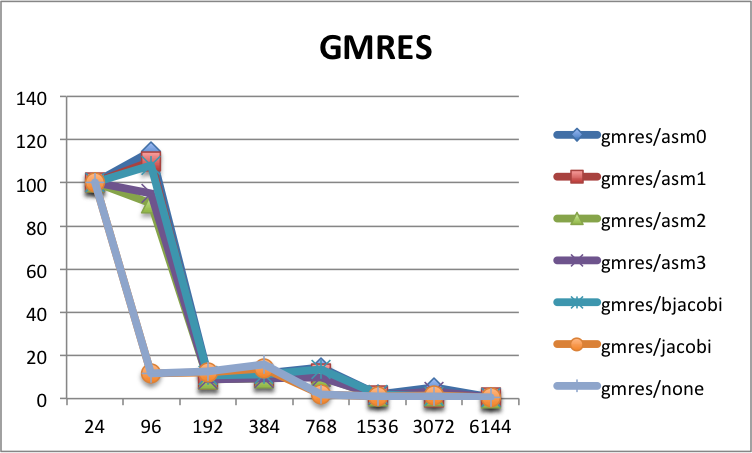 GMRES
140
120
100
80
60
40
20
0
24 96 192 384 768 1536 3072 6144
gmres/asm0
gmres/asm1
gmres/asm2
gmres/asm3
gmres/bjacobi
gmres/jacobi
gmres/none